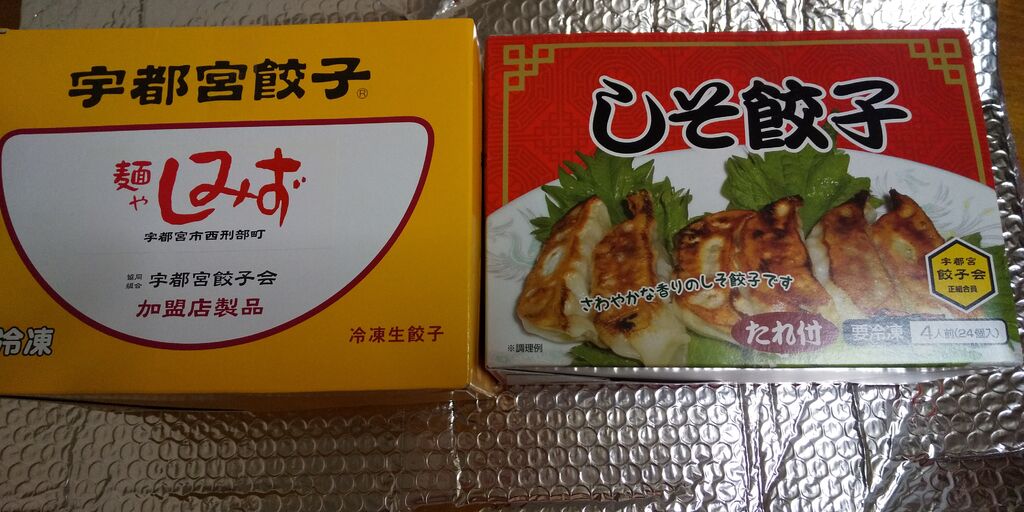 宇都宮餃子®
麺や しみず
宇都宮市西刑部町
協同組合 宇都宮餃子会
加盟店製品
冷凍
冷凍生餃子
しそ餃子
さわやかな香りのしそ餃子です
宇都宮
餃子会
正組合員
たれ付
要冷凍
4人前(24個入)
※調理例